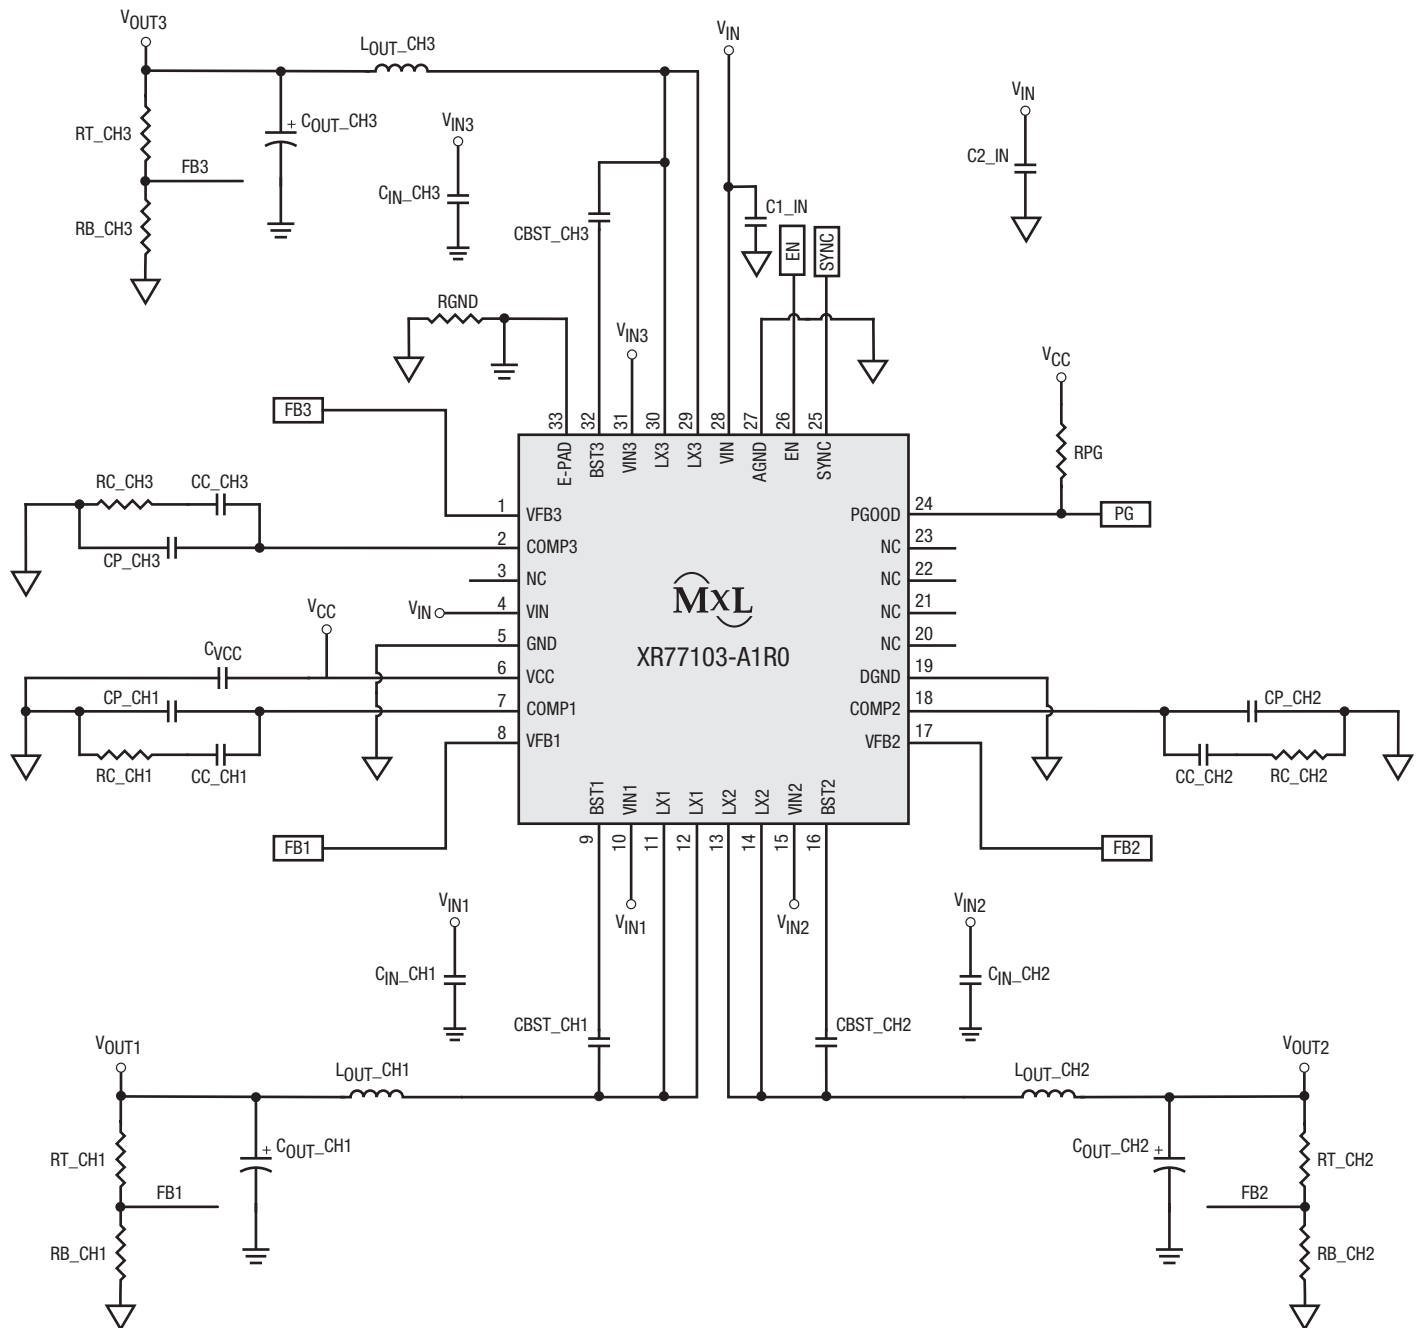 VOUT3
LOUT_CH3
VIN
RT_CH3
+ COUT_CH3
VIN3
VIN
FB3
C2_IN
CIN_CH3
C1_IN
RB_CH3
CBST_CH3
EN
SYNC
RGND
VIN3
VCC
FB3
33
32
31
30
29
28
27
26
25
E-PAD
BST3
VIN3
LX3
LX3
VIN
AGND
EN
SYNC
RPG
RC_CH3
CC_CH3
1 VFB3
PGOOD 24
PG
2 COMP3
NC 23
CP_CH3
3 NC
NC 22
MxL
VIN
4 VIN
NC 21
VCC
5 GND
NC 20
CVCC
XR77103-A1R0
6 VCC
DGND 19
CP_CH1
7 COMP1
COMP2 18
CP_CH2
8 VFB1
VFB2 17
RC_CH1
CC_CH1
CC_CH2
RC_CH2
BST1
VIN1
LX1
LX1
LX2
LX2
VIN2
BST2
9
10
11
12
13
14
15
16
FB1
FB2
VIN1
VIN1
VIN2
VIN2
CIN_CH1
CIN_CH2
CBST_CH1
CBST_CH2
VOUT1
LOUT_CH1
LOUT_CH2
VOUT2
RT_CH1
+ COUT_CH1
COUT_CH2 +
RT_CH2
FB1
FB2
RB_CH1
RB_CH2